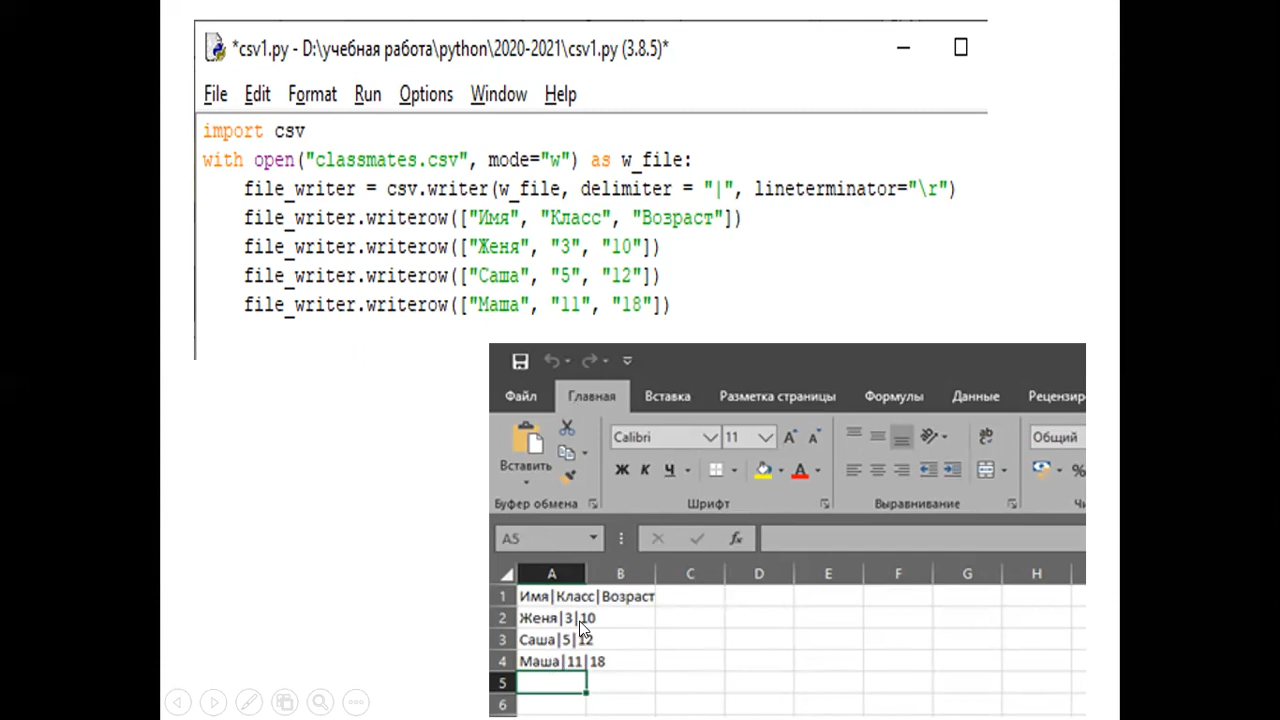 *csv1.py - D:\учебная работа\python\2020-2021\csv1.py (3.8.5)*
File Edit Format Run Options Window Help
import csv
with open("classmates.csv", mode="w") as w_file:
    file_writer = csv.writer(w_file, delimiter = "|", lineterminator="\r")
    file_writer.writerow(["Имя", "Класс", "Возраст"])
    file_writer.writerow(["Женя", "3", "10"])
    file_writer.writerow(["Саша", "5", "12"])
    file_writer.writerow(["Маша", "11", "18"])
Файл Главная Вставка Разметка страницы Формулы Данные Рецензир
Calibri 11 Общий
Вставить
Ж К Ч %
Буфер обмена Шрифт Выравнивание Чи
A5 fx
A B C D E F G H
1 Имя|Класс|Возраст
2 Женя|3|10
3 Саша|5|12
4 Маша|11|18
5
6